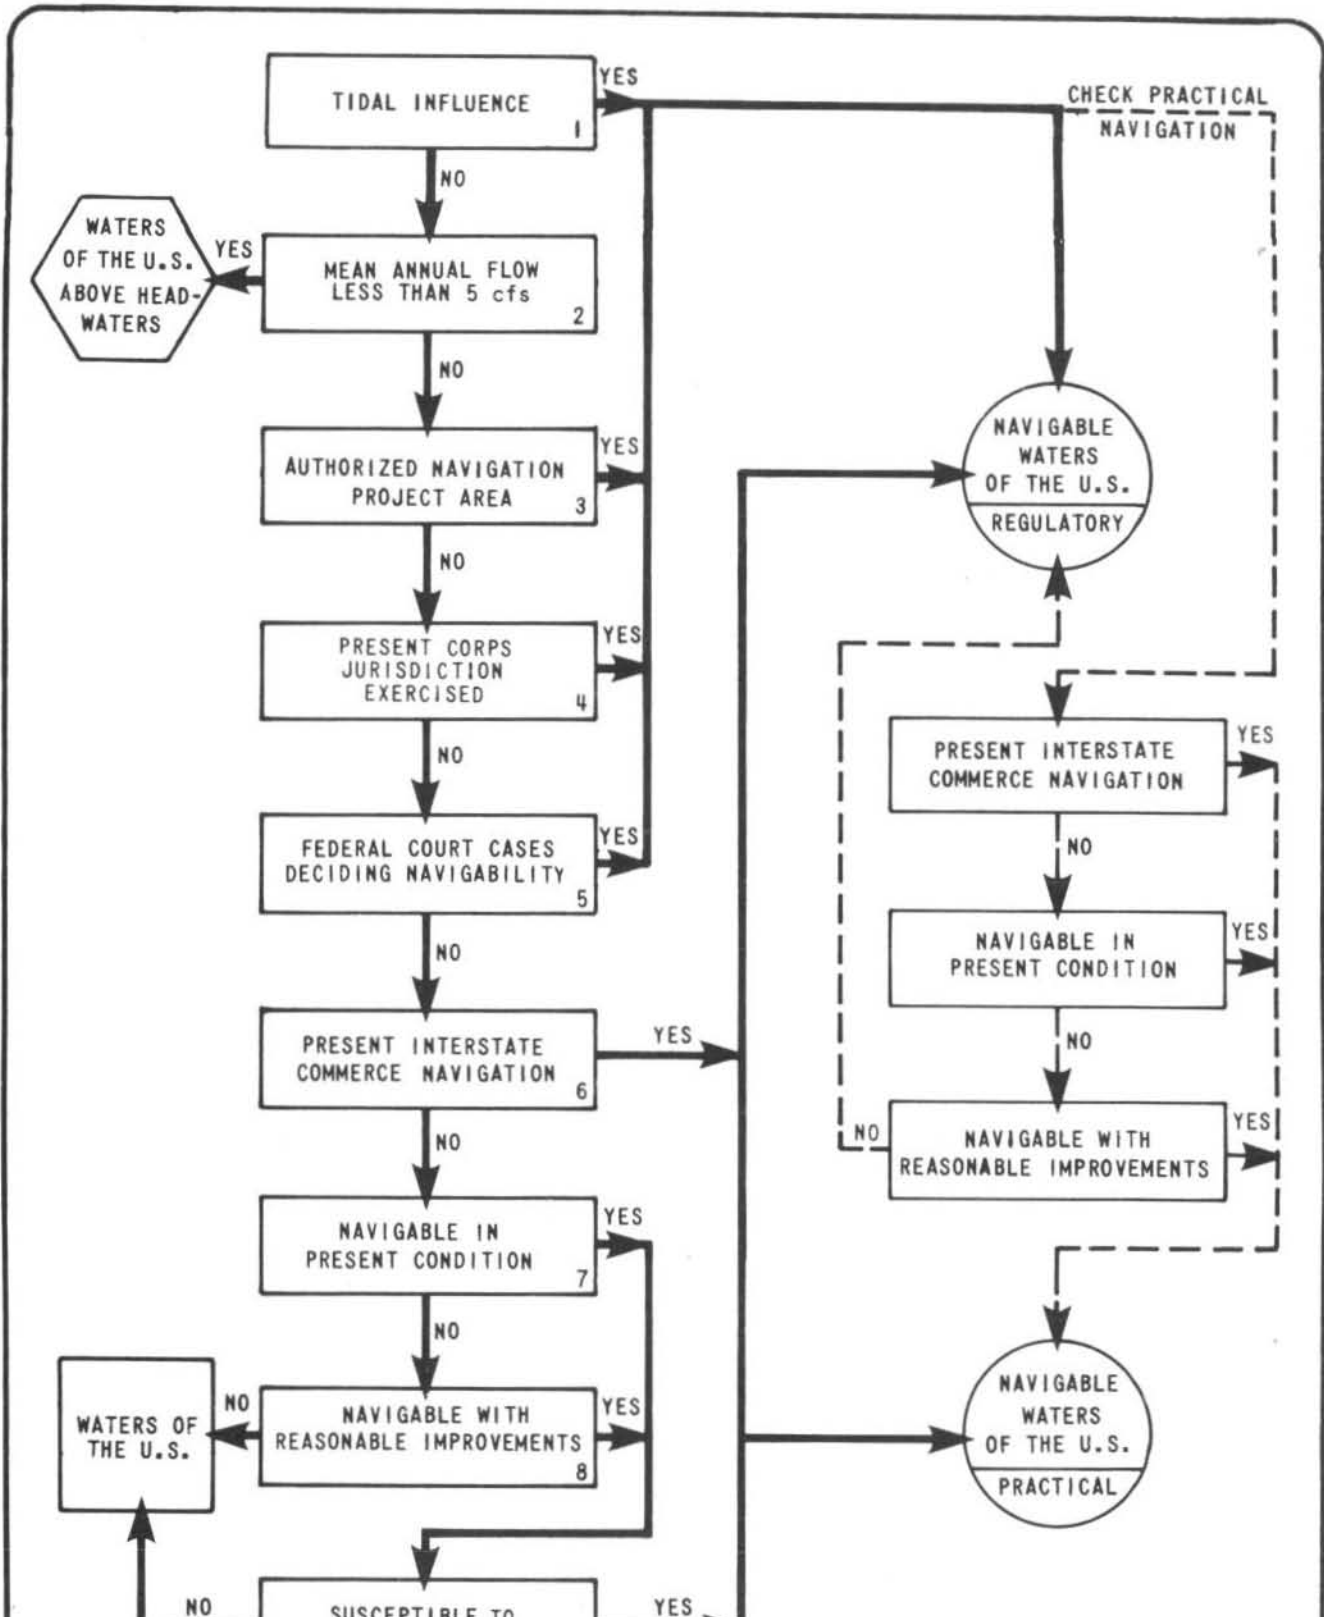 TIDAL INFLUENCE
1
YES
CHECK PRACTICAL
NAVIGATION
NO
WATERS
OF THE U.S.
ABOVE HEAD-
WATERS
YES
MEAN ANNUAL FLOW
LESS THAN 5 cfs
2
NO
AUTHORIZED NAVIGATION
PROJECT AREA
3
YES
NAVIGABLE
WATERS
OF THE U.S.
REGULATORY
NO
PRESENT CORPS
JURISDICTION
EXERCISED
4
YES
NO
PRESENT INTERSTATE
COMMERCE NAVIGATION
YES
NO
FEDERAL COURT CASES
DECIDING NAVIGABILITY
5
YES
NO
NAVIGABLE IN
PRESENT CONDITION
YES
NO
PRESENT INTERSTATE
COMMERCE NAVIGATION
6
YES
NO
NAVIGABLE WITH
REASONABLE IMPROVEMENTS
YES
NO
NO
NAVIGABLE IN
PRESENT CONDITION
7
YES
NO
WATERS OF
THE U.S.
NO
NAVIGABLE WITH
REASONABLE IMPROVEMENTS
8
YES
NAVIGABLE
WATERS
OF THE U.S.
PRACTICAL
NO
SUSCEPTIBLE TO
YES